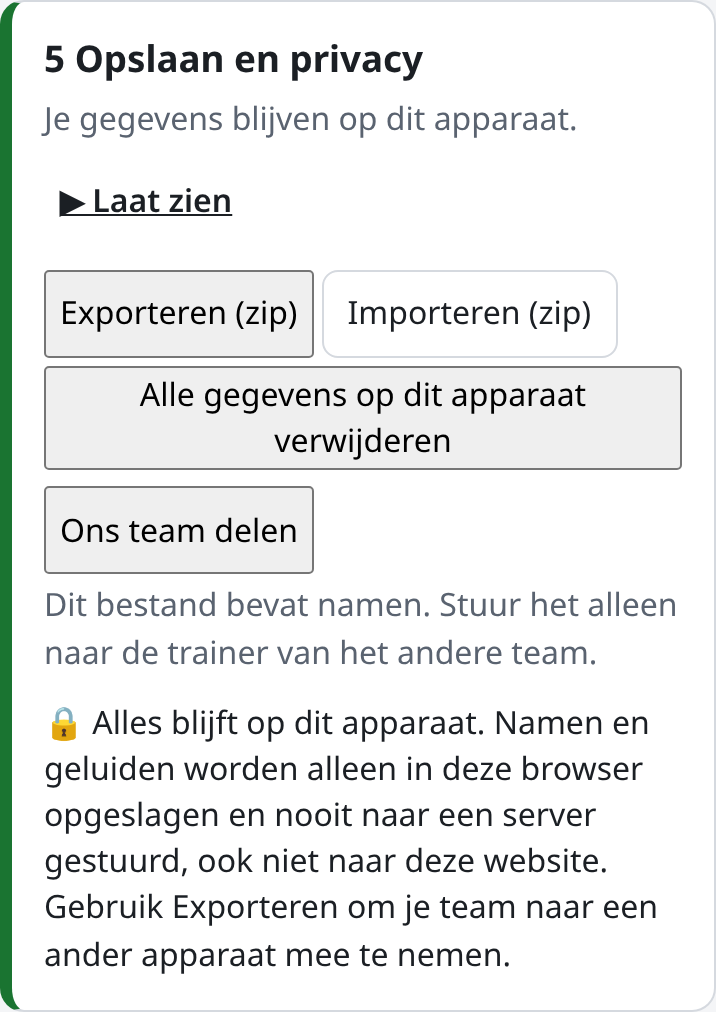 5 Opslaan en privacy
Je gegevens blijven op dit apparaat.
▶ Laat zien
Exporteren (zip) Importeren (zip)
Alle gegevens op dit apparaat
verwijderen
Ons team delen
Dit bestand bevat namen. Stuur het alleen
naar de trainer van het andere team.
🔒 Alles blijft op dit apparaat. Namen en
geluiden worden alleen in deze browser
opgeslagen en nooit naar een server
gestuurd, ook niet naar deze website.
Gebruik Exporteren om je team naar een
ander apparaat mee te nemen.